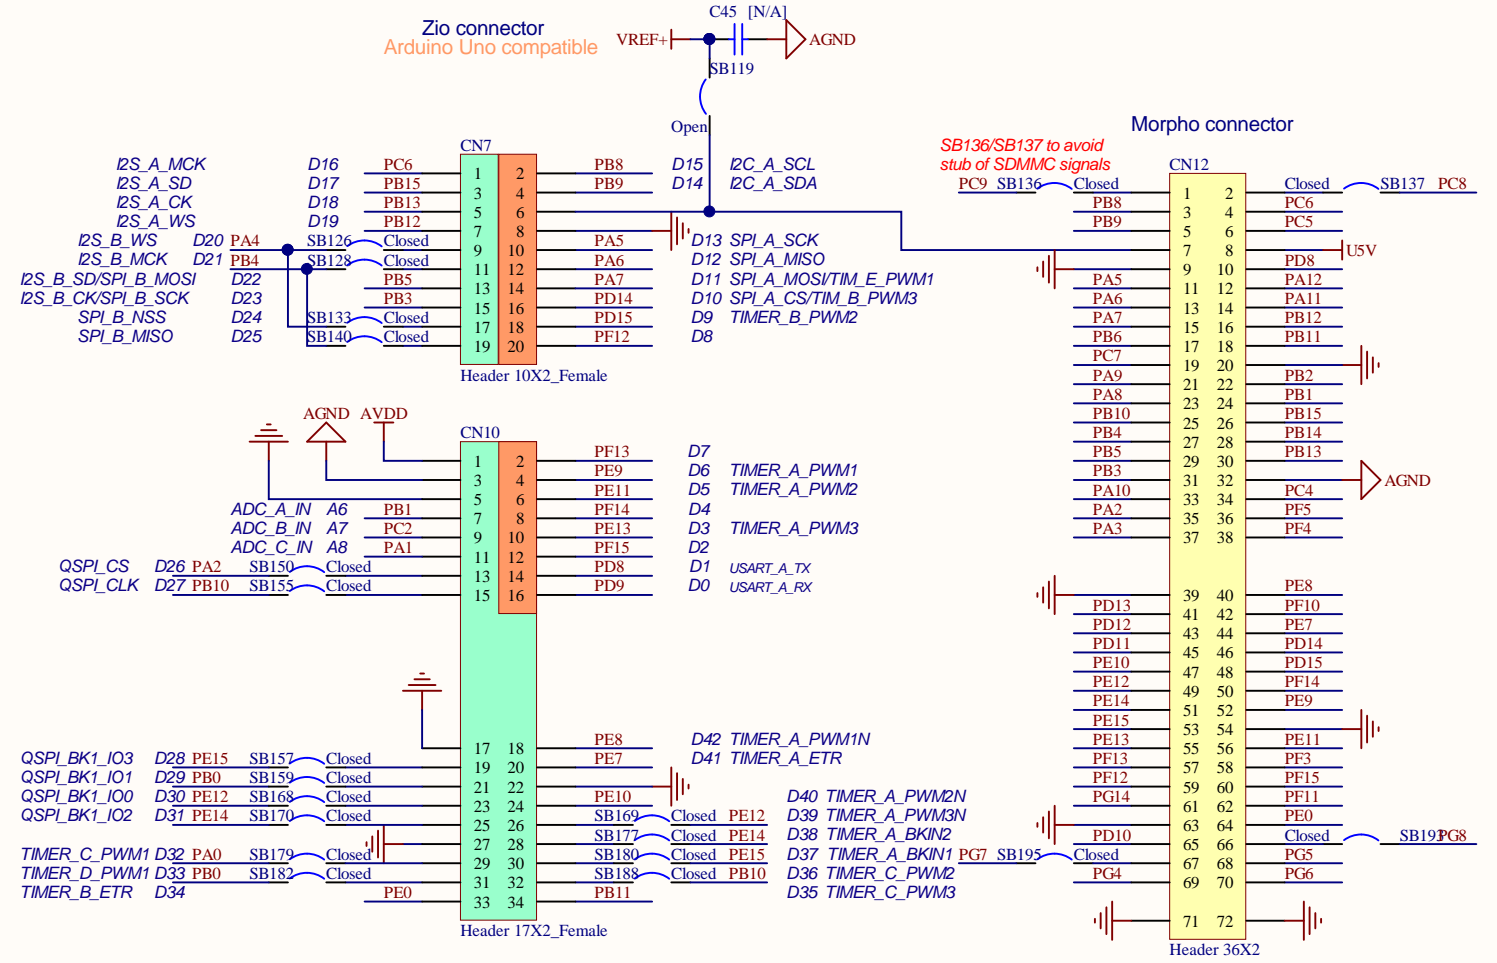 Zio connector
Arduino Uno compatible
C45 [N/A]
VREF+ AGND
SB119
Open
CN7
I2S_A_MCK D16 PC6 1 2 PB8 D15 I2C_A_SCL
I2S_A_SD D17 PB15 3 4 PB9 D14 I2C_A_SDA
I2S_A_CK D18 PB13 5 6
I2S_A_WS D19 PB12 7 8
I2S_B_WS D20 PA4 SB126 Closed 9 10 PA5 D13 SPI_A_SCK
I2S_B_MCK D21 PB4 SB128 Closed 11 12 PA6 D12 SPI_A_MISO
I2S_B_SD/SPI_B_MOSI D22 PB5 13 14 PA7 D11 SPI_A_MOSI/TIM_E_PWM1
I2S_B_CK/SPI_B_SCK D23 PB3 15 16 PD14 D10 SPI_A_CS/TIM_B_PWM3
SPI_B_NSS D24 SB133 Closed 17 18 PD15 D9 TIMER_B_PWM2
SPI_B_MISO D25 SB140 Closed 19 20 PF12 D8
Header 10X2_Female
AGND AVDD
CN10
1 2 PF13 D7
3 4 PE9 D6 TIMER_A_PWM1
5 6 PE11 D5 TIMER_A_PWM2
ADC_A_IN A6 PB1 7 8 PF14 D4
ADC_B_IN A7 PC2 9 10 PE13 D3 TIMER_A_PWM3
ADC_C_IN A8 PA1 11 12 PF15 D2
QSPI_CS D26 PA2 SB150 Closed 13 14 PD8 D1 USART_A_TX
QSPI_CLK D27 PB10 SB155 Closed 15 16 PD9 D0 USART_A_RX
17 18 PE8 D42 TIMER_A_PWM1N
QSPI_BK1_IO3 D28 PE15 SB157 Closed 19 20 PE7 D41 TIMER_A_ETR
QSPI_BK1_IO1 D29 PB0 SB159 Closed 21 22
QSPI_BK1_IO0 D30 PE12 SB168 Closed 23 24 PE10 D40 TIMER_A_PWM2N
QSPI_BK1_IO2 D31 PE14 SB170 Closed 25 26 SB169 Closed PE12 D39 TIMER_A_PWM3N
27 28 SB177 Closed PE14 D38 TIMER_A_BKIN2
TIMER_C_PWM1 D32 PA0 SB179 Closed 29 30 SB180 Closed PE15 D37 TIMER_A_BKIN1
TIMER_D_PWM1 D33 PB0 SB182 Closed 31 32 SB188 Closed PB10 D36 TIMER_C_PWM2
TIMER_B_ETR D34 PE0 33 34 PB11 D35 TIMER_C_PWM3
Header 17X2_Female
Morpho connector
SB136/SB137 to avoid
stub of SDMMC signals
CN12
PC9 SB136 Closed 1 2 Closed SB137 PC8
PB8 3 4 PC6
PB9 5 6 PC5
7 8 U5V
9 10 PD8
PA5 11 12 PA12
PA6 13 14 PA11
PA7 15 16 PB12
PB6 17 18 PB11
PC7 19 20
PA9 21 22 PB2
PA8 23 24 PB1
PB10 25 26 PB15
PB4 27 28 PB14
PB5 29 30 PB13
PB3 31 32 AGND
PA10 33 34 PC4
PA2 35 36 PF5
PA3 37 38 PF4
39 40 PE8
PD13 41 42 PF10
PD12 43 44 PE7
PD11 45 46 PD14
PE10 47 48 PD15
PE12 49 50 PF14
PE14 51 52 PE9
PE15 53 54
PE13 55 56 PE11
PF13 57 58 PF3
PF12 59 60 PF15
PG14 61 62 PF11
63 64 PE0
PD10 65 66 Closed SB193 PG8
PG7 SB195 Closed 67 68 PG5
PG4 69 70 PG6
71 72
Header 36X2